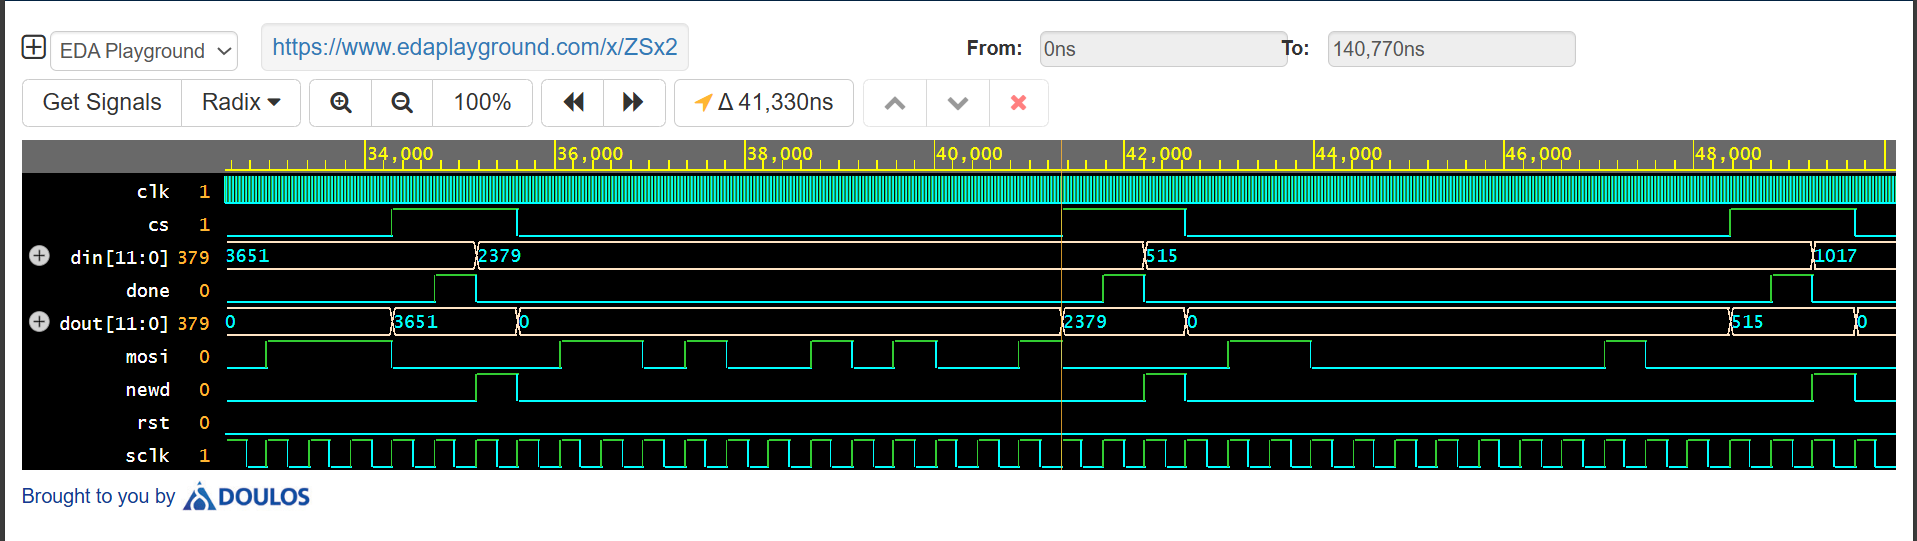 EDA Playground https://www.edaplayground.com/x/ZSx2 From: 0ns To: 140,770ns
Get Signals Radix 100% Δ 41,330ns
34,000 36,000 38,000 40,000 42,000 44,000 46,000 48,000
clk 1
cs 1
din[11:0] 379 3651 2379 515 1017
done 0
dout[11:0] 379 0 3651 0 2379 0 515 0
mosi 0
newd 0
rst 0
sclk 1
Brought to you by DOULOS